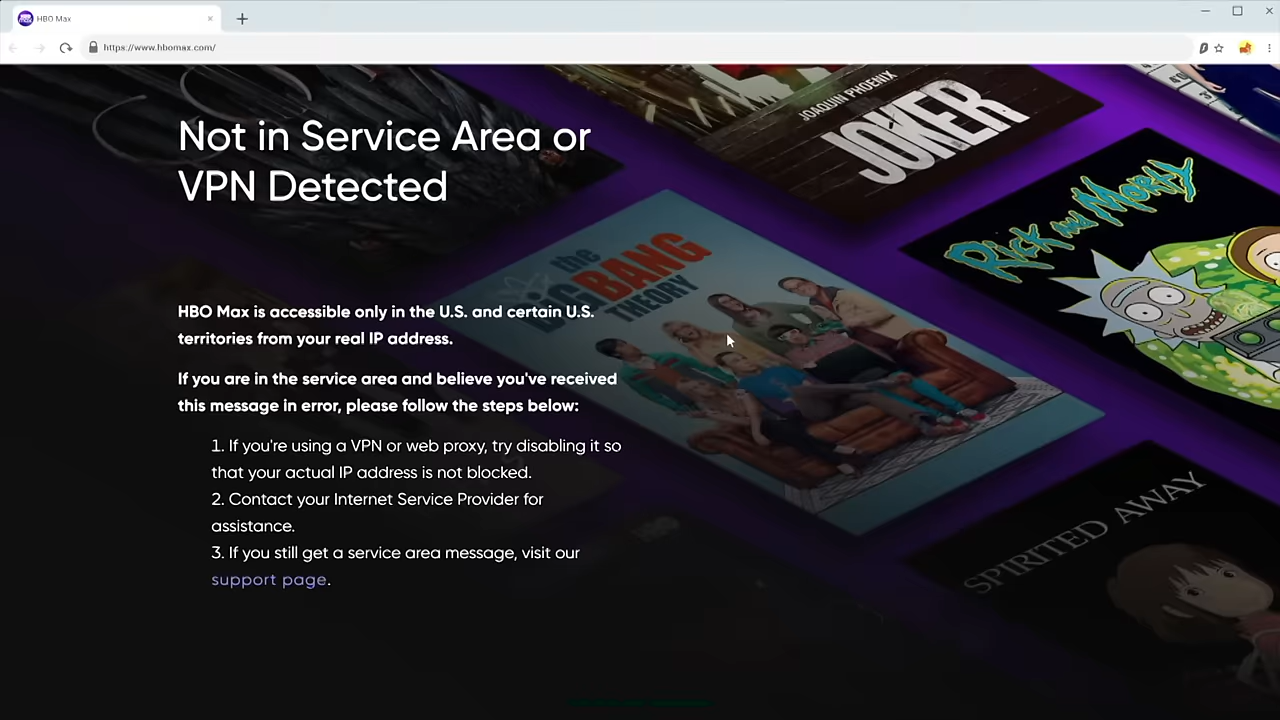 HBO Max
https://www.hbomax.com/
Not in Service Area or
VPN Detected
HBO Max is accessible only in the U.S. and certain U.S.
territories from your real IP address.
If you are in the service area and believe you've received
this message in error, please follow the steps below:
1. If you're using a VPN or web proxy, try disabling it so
that your actual IP address is not blocked.
2. Contact your Internet Service Provider for
assistance.
3. If you still get a service area message, visit our
support page.
JOAQUIN PHOENIX
JOKER
Rick and Morty
the
BiG BANG
THEORY
HBO
SPIRITED AWAY